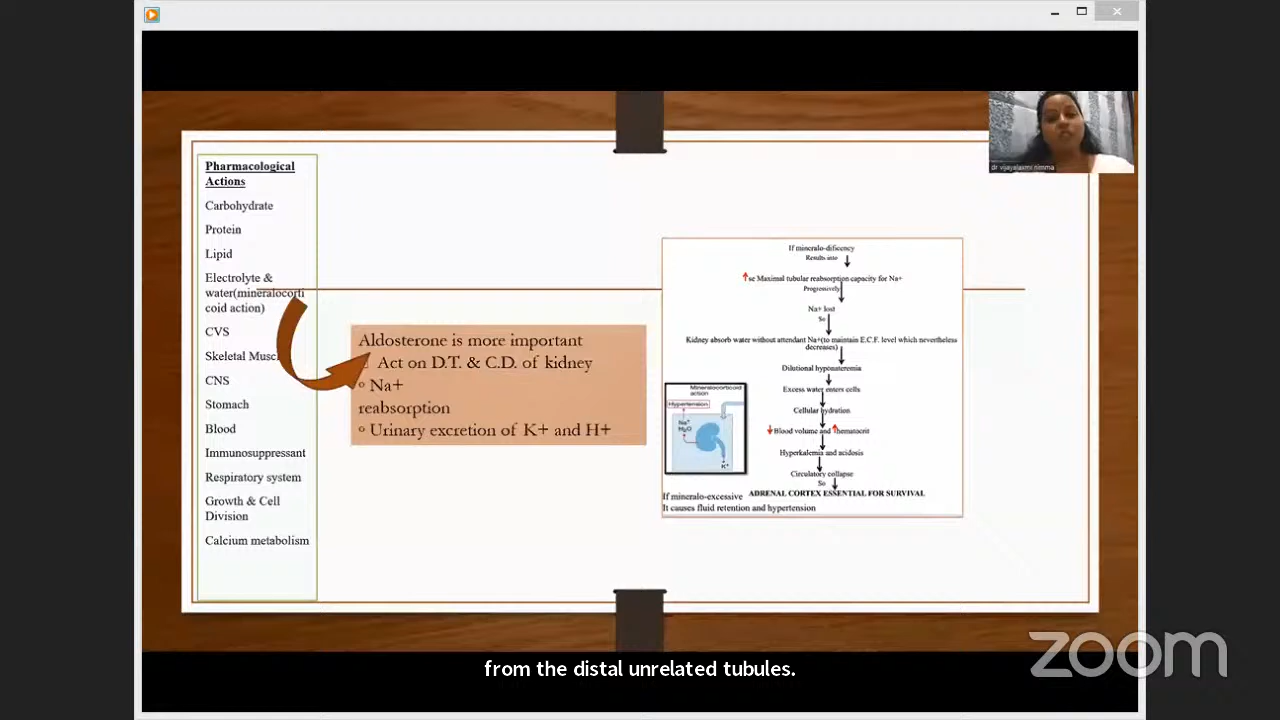 dr vijayalaxmi nimma
Pharmacological
Actions
Carbohydrate
Protein
Lipid
Electrolyte &
water(mineralocorti
coid action)
CVS
Skeletal Musc
CNS
Stomach
Blood
Immunosuppressant
Respiratory system
Growth & Cell
Division
Calcium metabolism
Aldosterone is more important
Act on D.T. & C.D. of kidney
Na+
reabsorption
Urinary excretion of K+ and H+
If mineralo-dificency
Results into
↑se Maximal tubular reabsorption capacity for Na+
Progressively
Na+ lost
So
Kidney absorb water without attendant Na+(to maintain E.C.F. level which nevertheless
decreases)
Dilutional hyponateremia
Excess water enters cells
Cellular hydration
↓Blood volume and ↑hematocrit
Hyperkalemia and acidosis
Circulatory collapse
So
ADRENAL CORTEX ESSENTIAL FOR SURVIVAL
Mineralocorticoid
action
Hypertension
Na+
H₂O
K+
If mineralo-excessive
It causes fluid retention and hypertension
from the distal unrelated tubules.
zoom